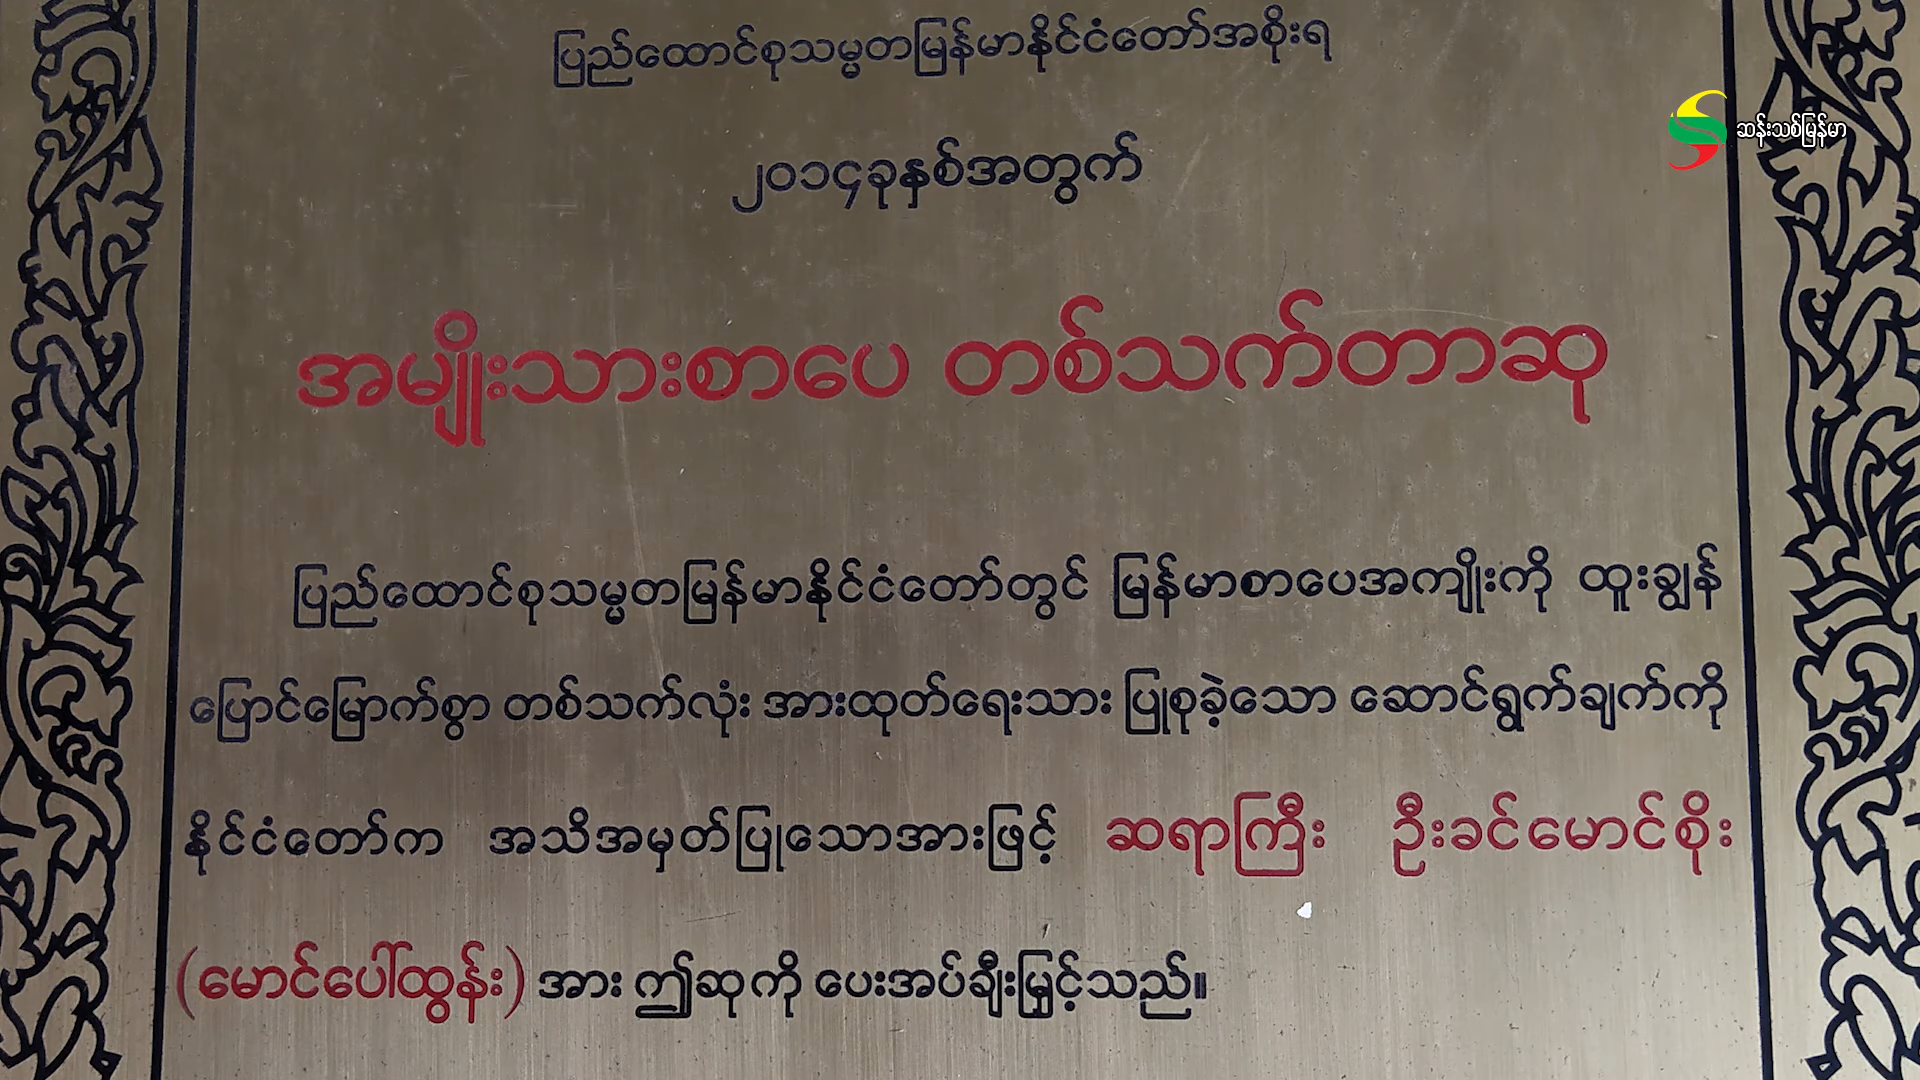 ပြည်ထောင်စုသမ္မတမြန်မာနိုင်ငံတော်အစိုးရ
၂၀၁၄ခုနှစ်အတွက်
ဆန်းသစ်မြန်မာ
အမျိုးသားစာပေ တစ်သက်တာဆု
ပြည်ထောင်စုသမ္မတမြန်မာနိုင်ငံတော်တွင် မြန်မာစာပေအကျိုးကို ထူးချွန်
ပြောင်မြောက်စွာ တစ်သက်လုံး အားထုတ်ရေးသား ပြုစုခဲ့သော ဆောင်ရွက်ချက်ကို
နိုင်ငံတော်က အသိအမှတ်ပြုသောအားဖြင့် ဆရာကြီး ဦးခင်မောင်စိုး
(မောင်ပေါ်ထွန်း) အား ဤဆုကို ပေးအပ်ချီးမြှင့်သည်။